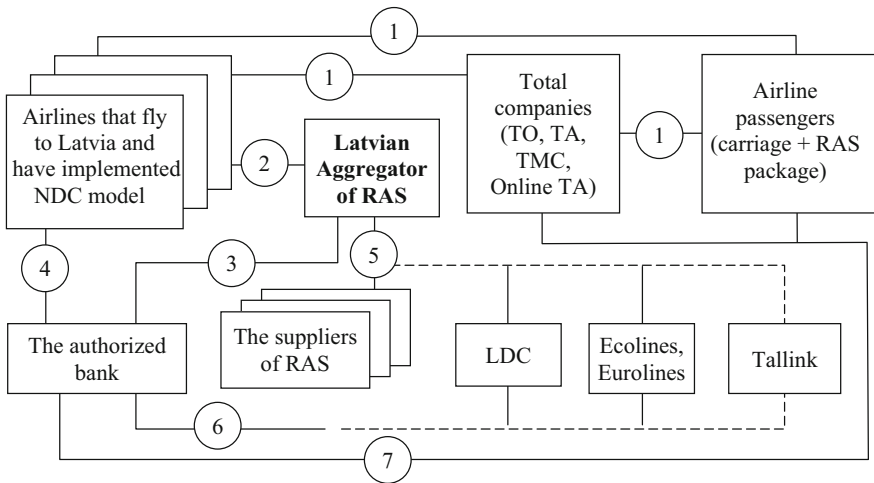 1
1
Airlines that fly
to Latvia and
have implemented
NDC model
2
Latvian
Aggregator
of RAS
Total
companies
(TO, TA,
TMC,
Online TA)
1
Airline
passengers
(carriage + RAS
package)
4
3
5
The authorized
bank
The suppliers
of RAS
LDC
Ecolines,
Eurolines
Tallink
6
7